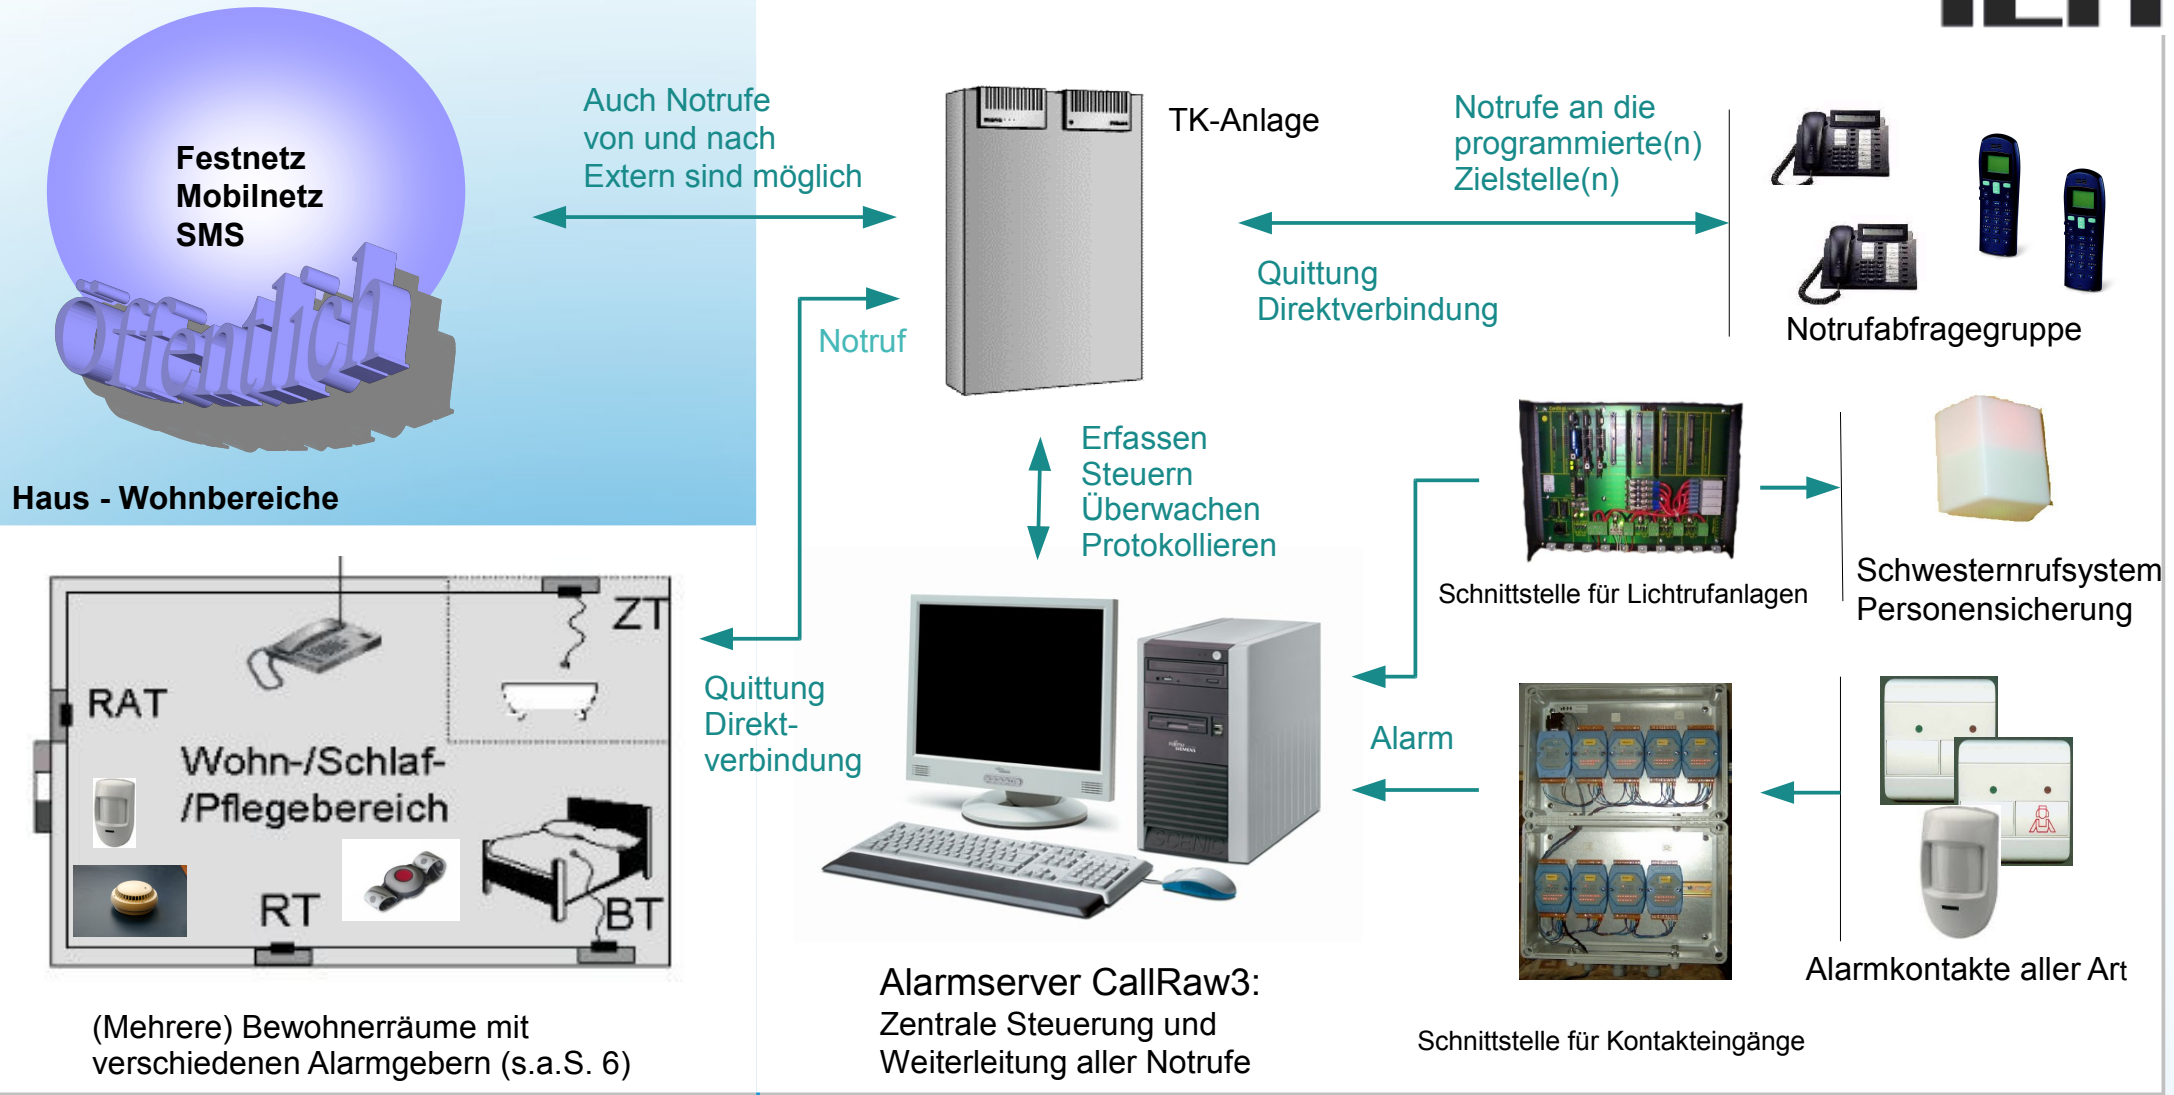 Festnetz
Mobilnetz
SMS
Öffentlich
Haus - Wohnbereiche
Auch Notrufe
von und nach
Extern sind möglich
TK-Anlage
Notrufe an die
programmierte(n)
Zielstelle(n)
Quittung
Direktverbindung
Notrufabfragegruppe
Notruf
Erfassen
Steuern
Überwachen
Protokollieren
Schnittstelle für Lichtrufanlagen
Schwesternrufsystem
Personensicherung
ZT
RAT
Wohn-/Schlaf-
/Pflegebereich
RT
BT
Quittung
Direkt-
verbindung
Alarm
Alarmserver CallRaw3:
Zentrale Steuerung und
Weiterleitung aller Notrufe
Alarmkontakte aller Art
Schnittstelle für Kontakteingänge
(Mehrere) Bewohnerräume mit
verschiedenen Alarmgebern (s.a.S. 6)